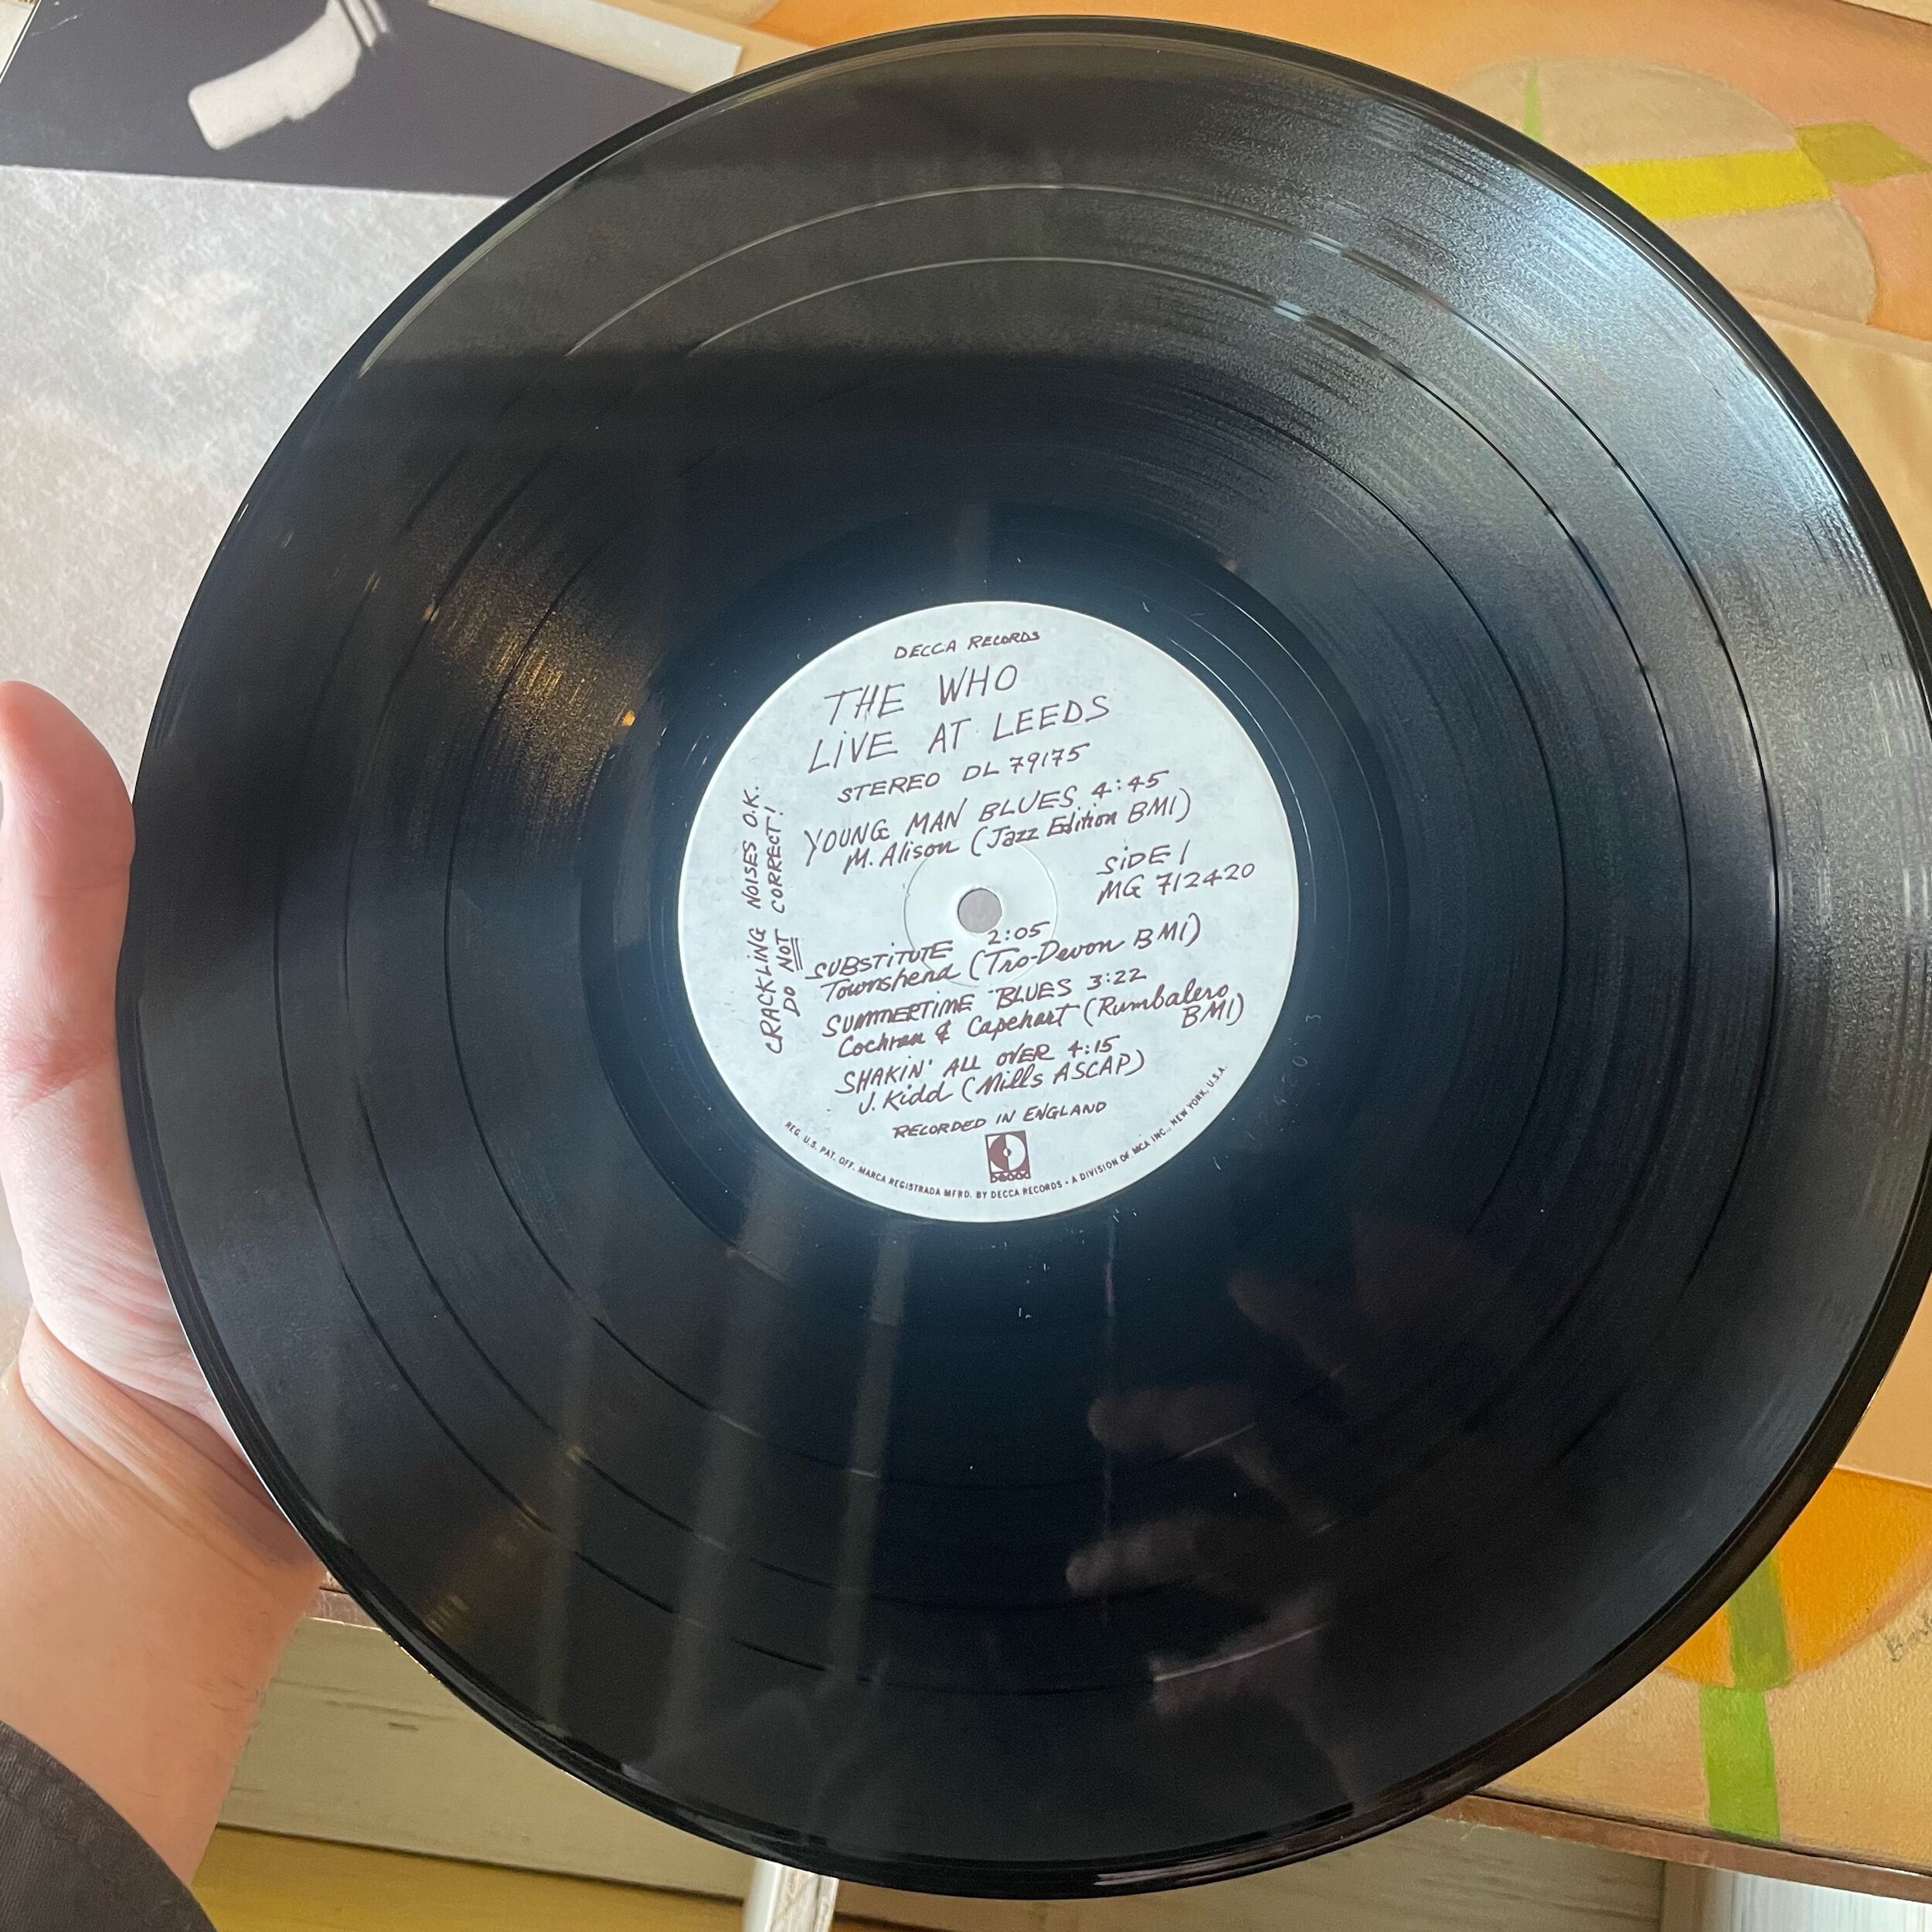 DECCA RECORDS
THE WHO
LIVE AT LEEDS
STEREO DL 79175
YOUNG MAN BLUES 4:45
M. Alison (Jazz Edition BMI)
SIDE 1
MG 712420
CRACKLING NOISES O.K.
DO NOT CORRECT!
SUBSTITUTE 2:05
Townshend (Tro-Devon BMI)
SUMMERTIME BLUES 3:22
Cochran & Capehart (Rumbalero
BMI)
SHAKIN' ALL OVER 4:15
J. Kidd (Mills ASCAP)
RECORDED IN ENGLAND
DECCA
REG. U.S. PAT. OFF. MARCA REGISTRADA MFRD. BY DECCA RECORDS • A DIVISION OF MCA INC., NEW YORK, U.S.A.